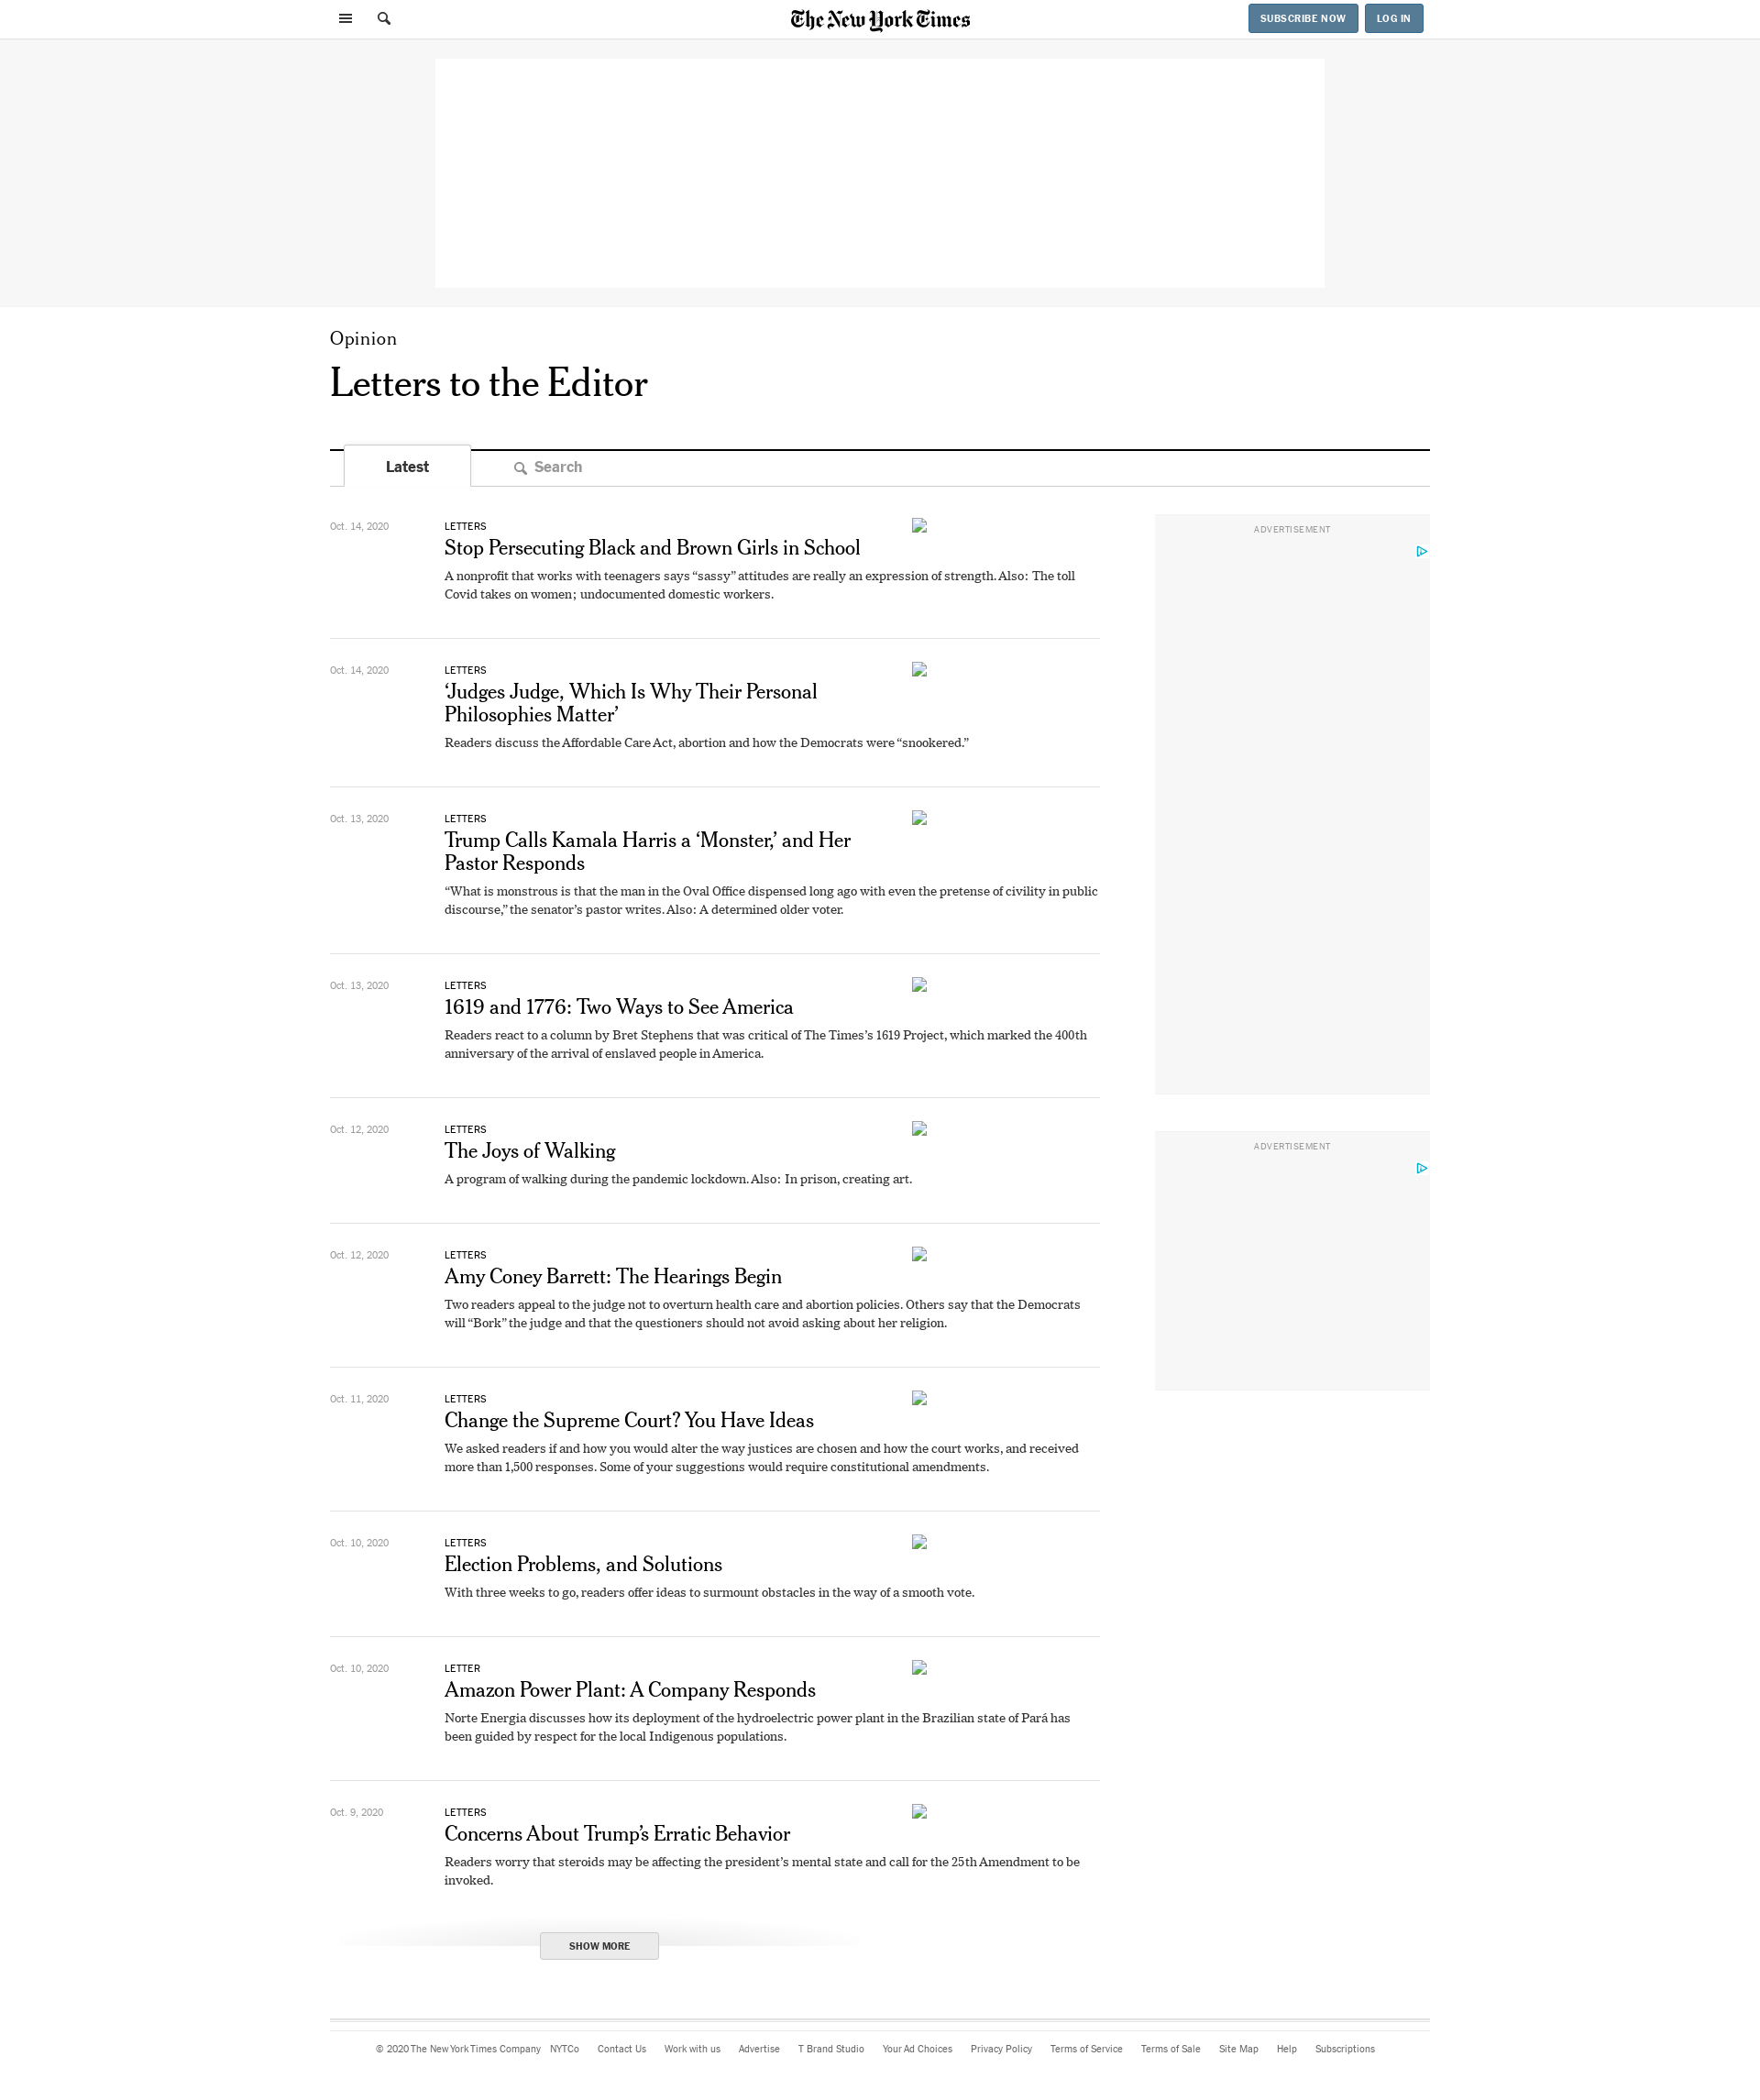 The New York Times
SUBSCRIBE NOW
LOG IN
Opinion
Letters to the Editor
Latest
Search
Oct. 14, 2020
LETTERS
Stop Persecuting Black and Brown Girls in School
A nonprofit that works with teenagers says “sassy” attitudes are really an expression of strength. Also: The toll
Covid takes on women; undocumented domestic workers.
Oct. 14, 2020
LETTERS
‘Judges Judge, Which Is Why Their Personal
Philosophies Matter’
Readers discuss the Affordable Care Act, abortion and how the Democrats were “snookered.”
Oct. 13, 2020
LETTERS
Trump Calls Kamala Harris a ‘Monster,’ and Her
Pastor Responds
“What is monstrous is that the man in the Oval Office dispensed long ago with even the pretense of civility in public
discourse,” the senator’s pastor writes. Also: A determined older voter.
Oct. 13, 2020
LETTERS
1619 and 1776: Two Ways to See America
Readers react to a column by Bret Stephens that was critical of The Times’s 1619 Project, which marked the 400th
anniversary of the arrival of enslaved people in America.
Oct. 12, 2020
LETTERS
The Joys of Walking
A program of walking during the pandemic lockdown. Also: In prison, creating art.
Oct. 12, 2020
LETTERS
Amy Coney Barrett: The Hearings Begin
Two readers appeal to the judge not to overturn health care and abortion policies. Others say that the Democrats
will “Bork” the judge and that the questioners should not avoid asking about her religion.
Oct. 11, 2020
LETTERS
Change the Supreme Court? You Have Ideas
We asked readers if and how you would alter the way justices are chosen and how the court works, and received
more than 1,500 responses. Some of your suggestions would require constitutional amendments.
Oct. 10, 2020
LETTERS
Election Problems, and Solutions
With three weeks to go, readers offer ideas to surmount obstacles in the way of a smooth vote.
Oct. 10, 2020
LETTER
Amazon Power Plant: A Company Responds
Norte Energia discusses how its deployment of the hydroelectric power plant in the Brazilian state of Pará has
been guided by respect for the local Indigenous populations.
Oct. 9, 2020
LETTERS
Concerns About Trump’s Erratic Behavior
Readers worry that steroids may be affecting the president’s mental state and call for the 25th Amendment to be
invoked.
SHOW MORE
ADVERTISEMENT
ADVERTISEMENT
© 2020 The New York Times Company NYTCo Contact Us Work with us Advertise T Brand Studio Your Ad Choices Privacy Policy Terms of Service Terms of Sale Site Map Help Subscriptions